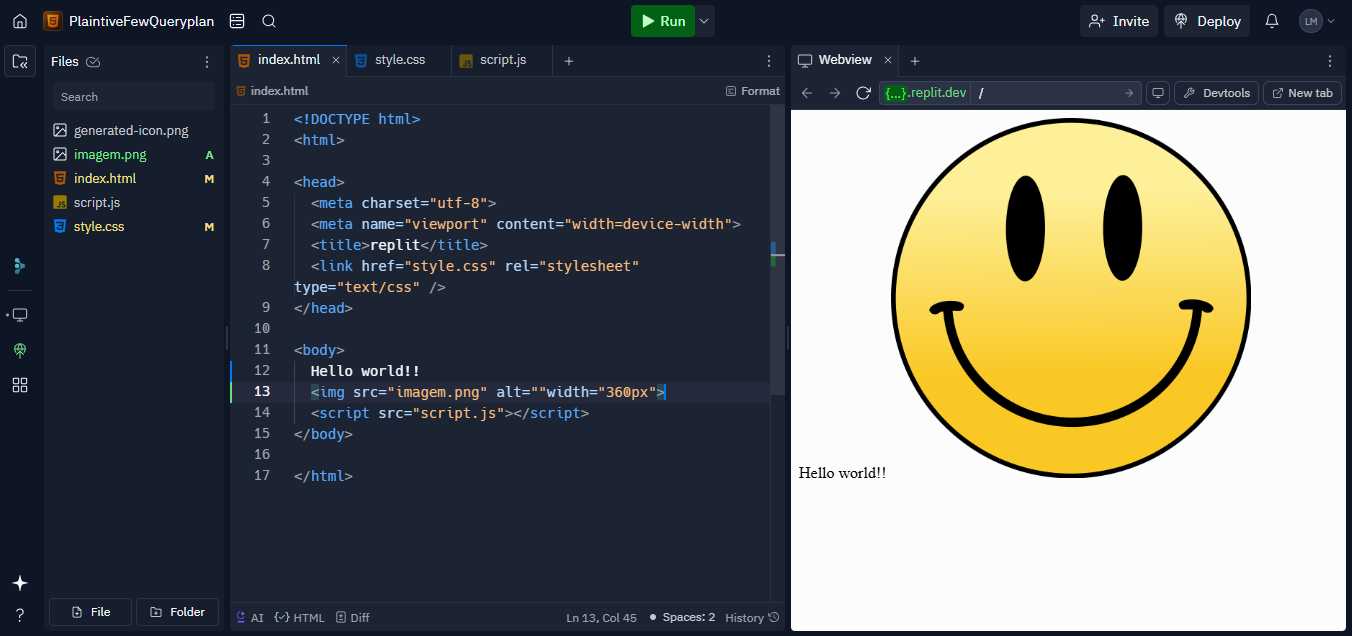 PlaintiveFewQueryplan
Run
Invite
Deploy
LM
Files
Search
generated-icon.png
imagem.png A
index.html M
script.js
style.css M
File
Folder
index.html
style.css
script.js
index.html
Format
1 <!DOCTYPE html>
2 <html>
3
4 <head>
5 <meta charset="utf-8">
6 <meta name="viewport" content="width=device-width">
7 <title>replit</title>
8 <link href="style.css" rel="stylesheet"
type="text/css" />
9 </head>
10
11 <body>
12 Hello world!!
13 <img src="imagem.png" alt=""width="360px">
14 <script src="script.js"></script>
15 </body>
16
17 </html>
AI
HTML
Diff
Ln 13, Col 45
Spaces: 2
History
Webview
{...}.replit.dev /
Devtools
New tab
Hello world!!